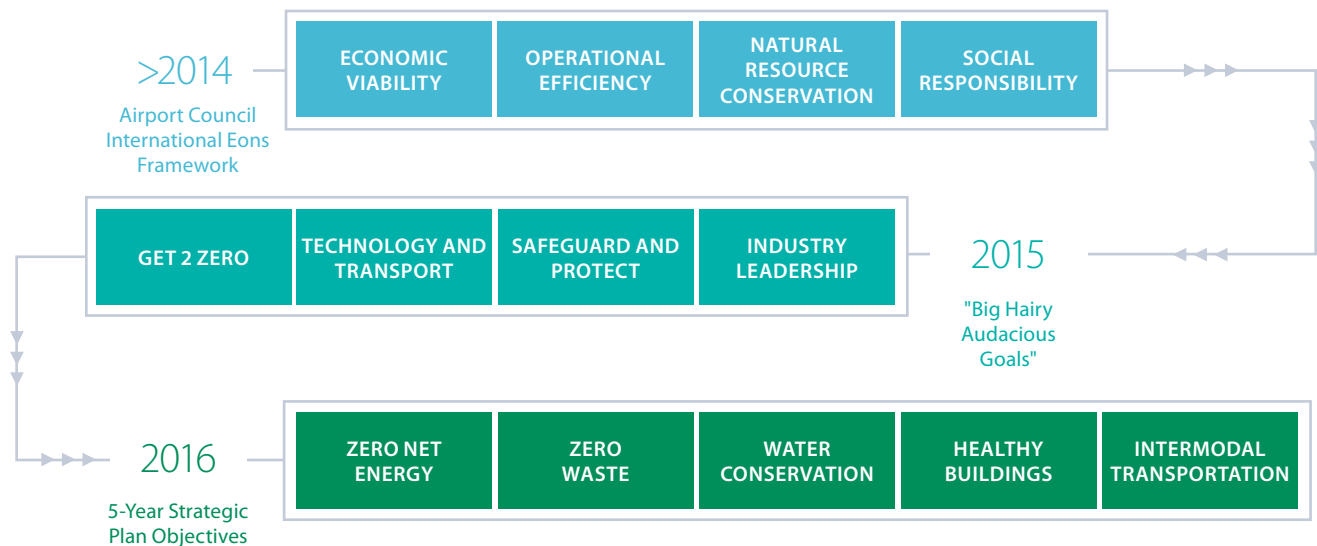 >2014
Airport Council
International Eons
Framework
ECONOMIC
VIABILITY
OPERATIONAL
EFFICIENCY
NATURAL
RESOURCE
CONSERVATION
SOCIAL
RESPONSIBILITY
GET 2 ZERO
TECHNOLOGY AND
TRANSPORT
SAFEGUARD AND
PROTECT
INDUSTRY
LEADERSHIP
2015
"Big Hairy
Audacious
Goals"
2016
5-Year Strategic
Plan Objectives
ZERO NET
ENERGY
ZERO
WASTE
WATER
CONSERVATION
HEALTHY
BUILDINGS
INTERMODAL
TRANSPORTATION